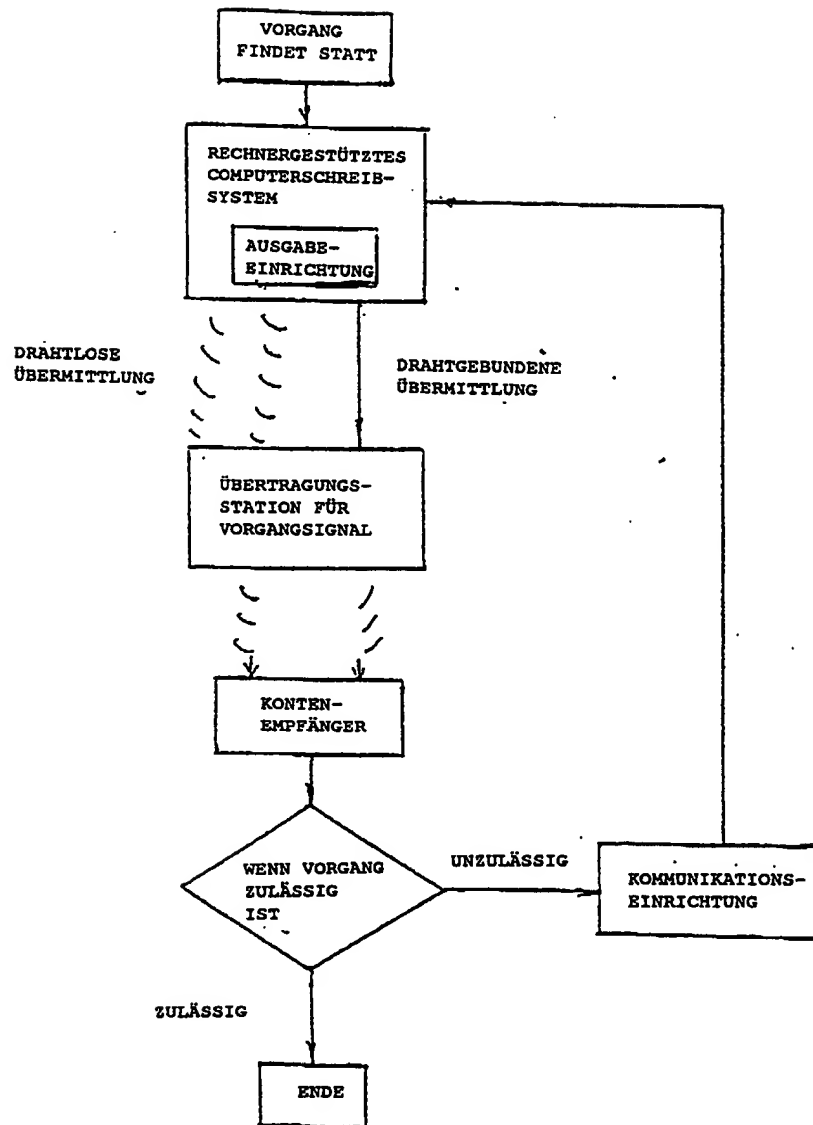 VORGANG
FINDET STATT
RECHNERGESTÜTZTES
COMPUTERSCHREIB-
SYSTEM
AUSGABE-
EINRICHTUNG
DRAHTLOSE
ÜBERMITTLUNG
DRAHTGEBUNDENE
ÜBERMITTLUNG
ÜBERTRAGUNGS-
STATION FÜR
VORGANGSIGNAL
KONTEN-
EMPFÄNGER
WENN VORGANG
ZULÄSSIG
IST
UNZULÄSSIG
KOMMUNIKATIONS-
EINRICHTUNG
ZULÄSSIG
ENDE